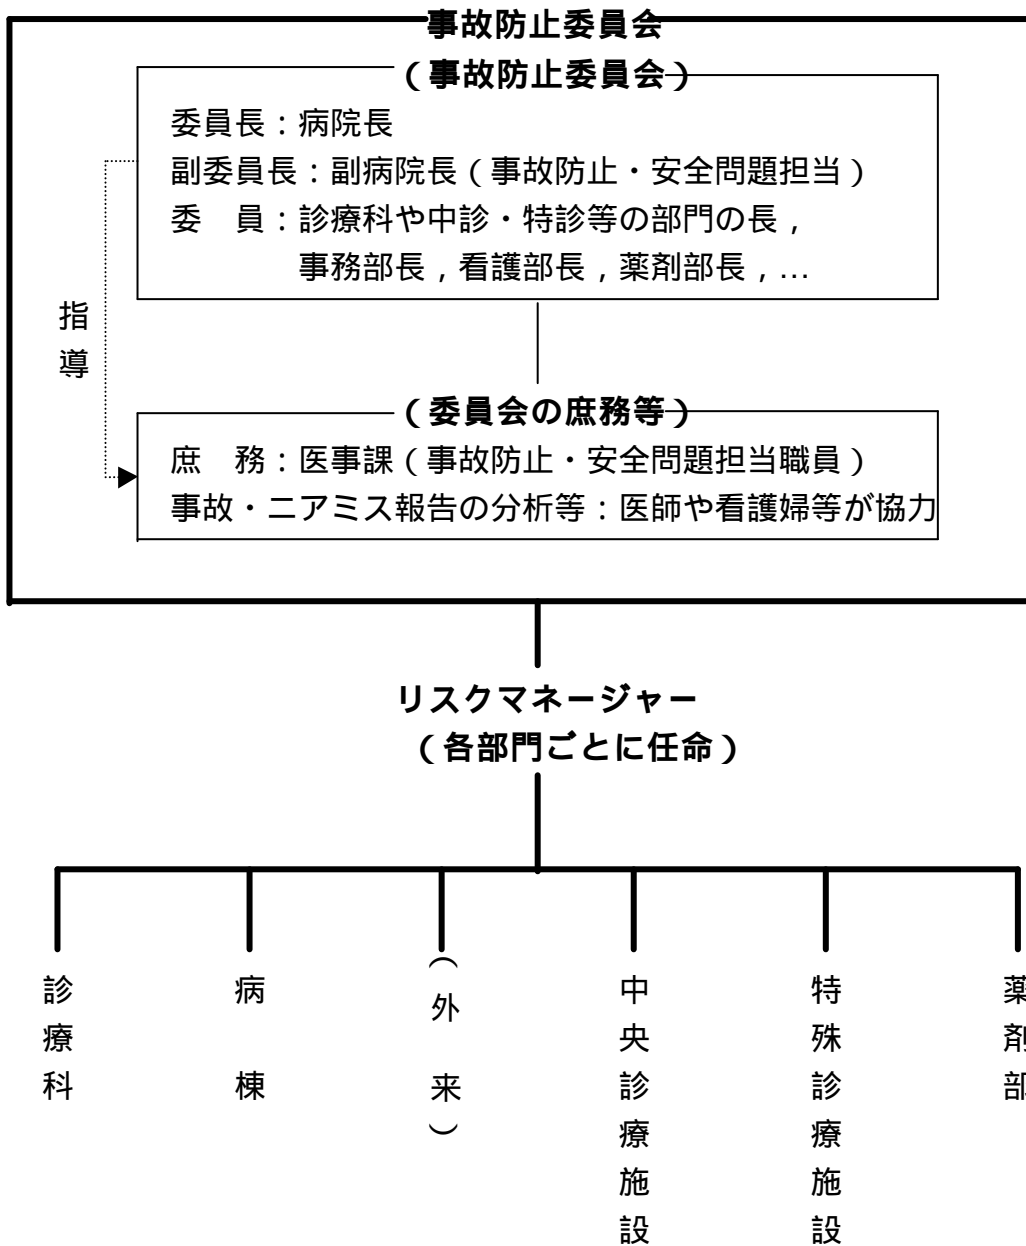 事故防止委員会
（事故防止委員会）
委員長：病院長
副委員長：副病院長（事故防止・安全問題担当）
委　員：診療科や中診・特診等の部門の長，
事務部長，看護部長，薬剤部長，…
指導
（委員会の庶務等）
庶　務：医事課（事故防止・安全問題担当職員）
事故・ニアミス報告の分析等：医師や看護婦等が協力
リスクマネージャー
（各部門ごとに任命）
診療科
病　棟
（外　来）
中央診療施設
特殊診療施設
薬剤部